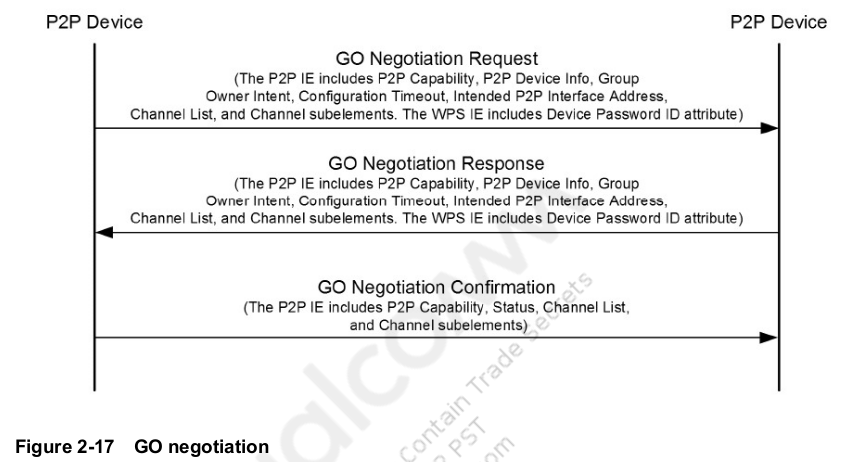 P2P Device
P2P Device
GO Negotiation Request
(The P2P IE includes P2P Capability, P2P Device Info, Group
Owner Intent, Configuration Timeout, Intended P2P Interface Address,
Channel List, and Channel subelements. The WPS IE includes Device Password ID attribute)
GO Negotiation Response
(The P2P IE includes P2P Capability, P2P Device Info, Group
Owner Intent, Configuration Timeout, Intended P2P Interface Address,
Channel List, and Channel subelements. The WPS IE includes Device Password ID attribute)
GO Negotiation Confirmation
(The P2P IE includes P2P Capability, Status, Channel List,
and Channel subelements)
Contain Trade Secrets
PST
om
Figure 2-17 GO negotiation